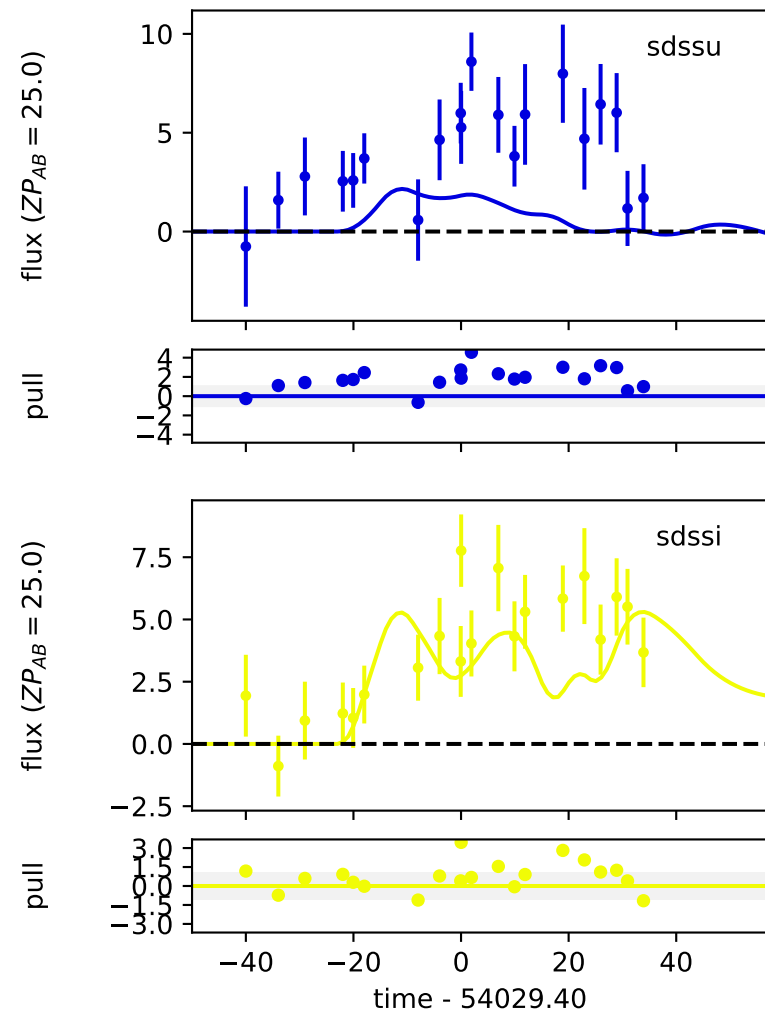 sdssu
flux (ZP_AB = 25.0)
10
5
0
pull
4
2
0
−2
−4
sdssi
flux (ZP_AB = 25.0)
7.5
5.0
2.5
0.0
−2.5
pull
3.0
1.5
0.0
−1.5
−3.0
−40 −20 0 20 40
time - 54029.40